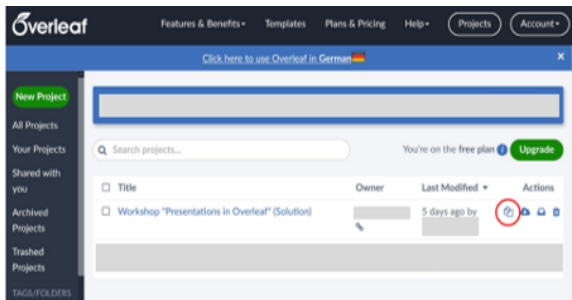 Overleaf
Features & Benefits Templates Plans & Pricing Help Projects Account
Click here to use Overleaf in German
×
New Project
All Projects
Your Projects
Search projects...
You're on the free plan i Upgrade
Shared with
you
Title Owner Last Modified Actions
Workshop "Presentations in Overleaf" (Solution) 5 days ago by
Archived
Projects
Trashed
Projects
TAGS/FOLDERS